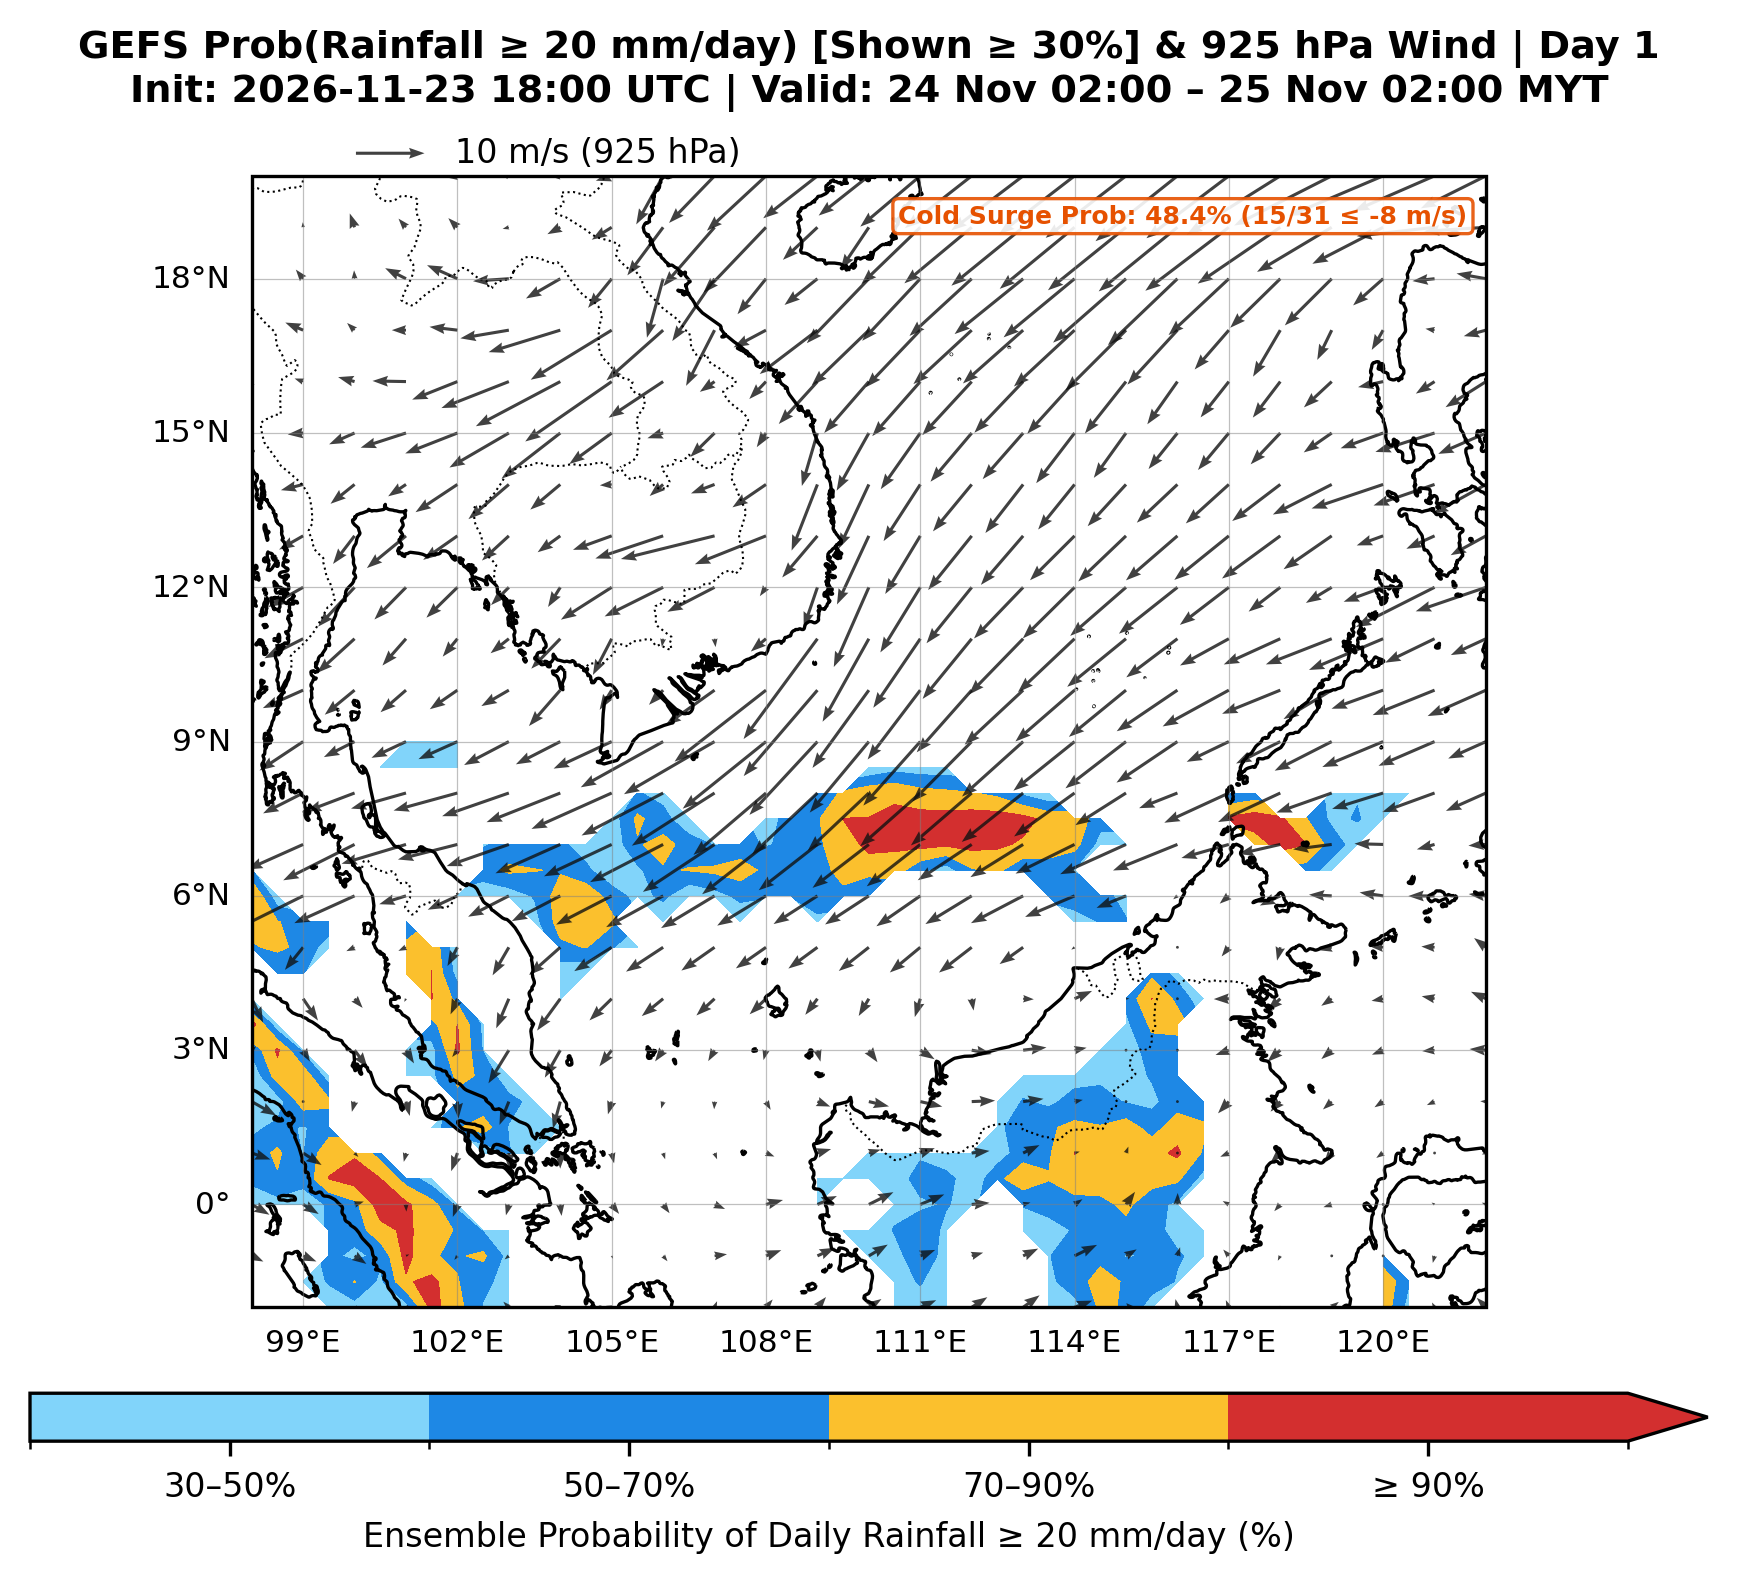 GEFS Prob(Rainfall ≥ 20 mm/day) [Shown ≥ 30%] & 925 hPa Wind | Day 1
Init: 2026-11-23 18:00 UTC | Valid: 24 Nov 02:00 – 25 Nov 02:00 MYT
10 m/s (925 hPa)
Cold Surge Prob: 48.4% (15/31 ≤ -8 m/s)
18°N
15°N
12°N
9°N
6°N
3°N
0°
99°E 102°E 105°E 108°E 111°E 114°E 117°E 120°E
30–50% 50–70% 70–90% ≥ 90%
Ensemble Probability of Daily Rainfall ≥ 20 mm/day (%)